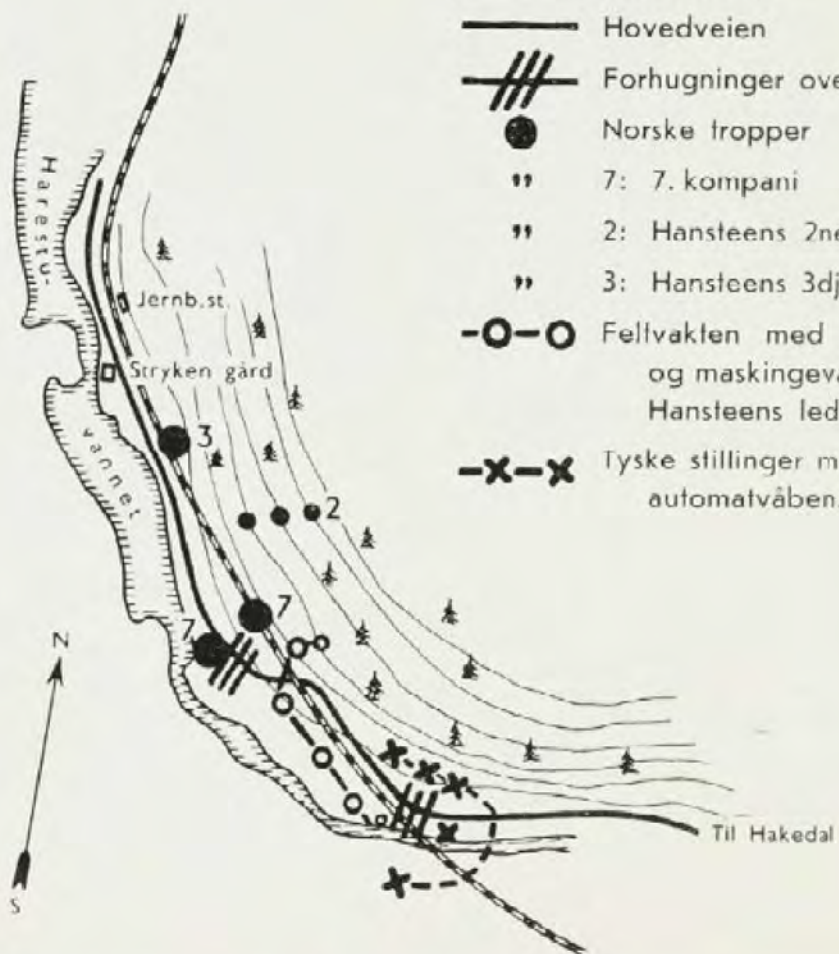 Hovedveien
Forhugninger ove
Norske tropper
" 7: 7. kompani
" 2: Hansteens 2ne
" 3: Hansteens 3dj
Feltvakten med
og maskingeva
Hansteens led
Tyske stillinger m
automatvåben.
Harestu-
vannet
Jernb.st.
Stryken gård
3
2
7
7
N
S
Til Hakedal